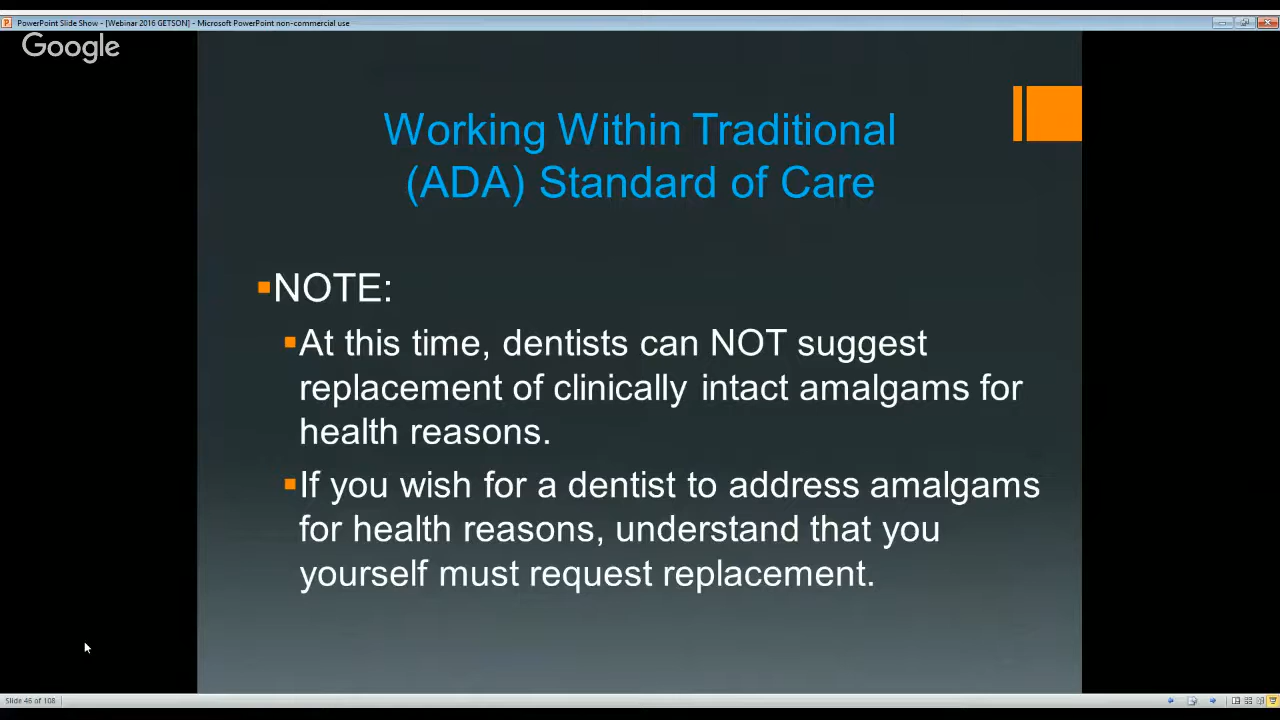 PowerPoint Slide Show - [Webinar 2016 GETSON] - Microsoft PowerPoint non-commercial use
Google
Working Within Traditional
(ADA) Standard of Care
NOTE:
At this time, dentists can NOT suggest
replacement of clinically intact amalgams for
health reasons.
If you wish for a dentist to address amalgams
for health reasons, understand that you
yourself must request replacement.
Slide 46 of 108